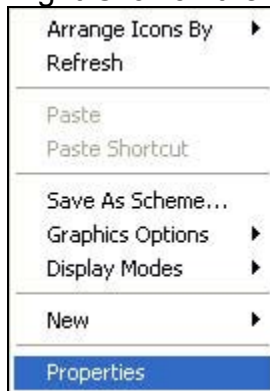 Arrange Icons By
Refresh
Paste
Paste Shortcut
Save As Scheme...
Graphics Options
Display Modes
New
Properties